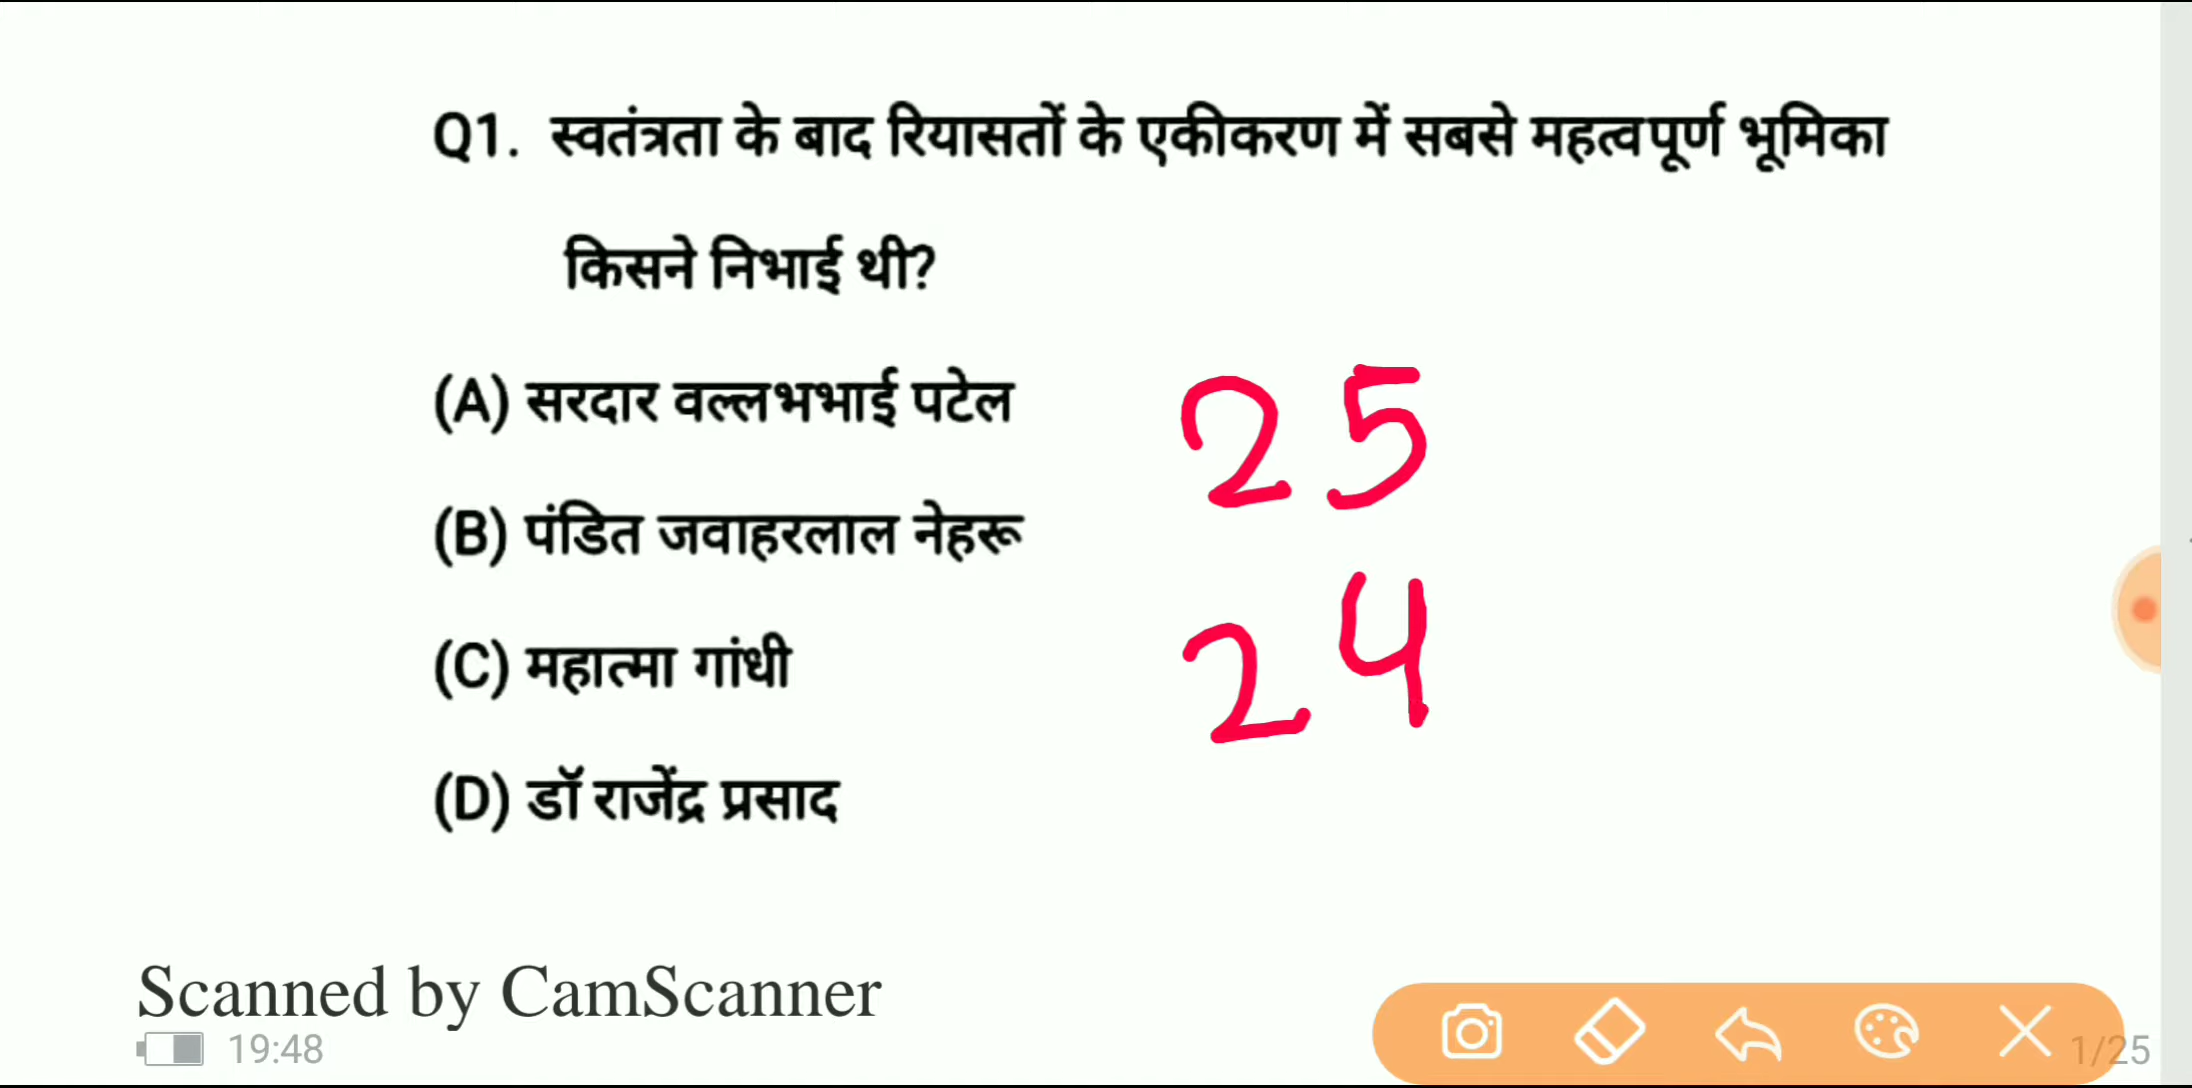 Q1. स्वतंत्रता के बाद रियासतों के एकीकरण में सबसे महत्वपूर्ण भूमिका
किसने निभाई थी?
(A) सरदार वल्लभभाई पटेल
25
(B) पंडित जवाहरलाल नेहरू
(C) महात्मा गांधी
24
(D) डॉ राजेंद्र प्रसाद
Scanned by CamScanner
19:48
1/25